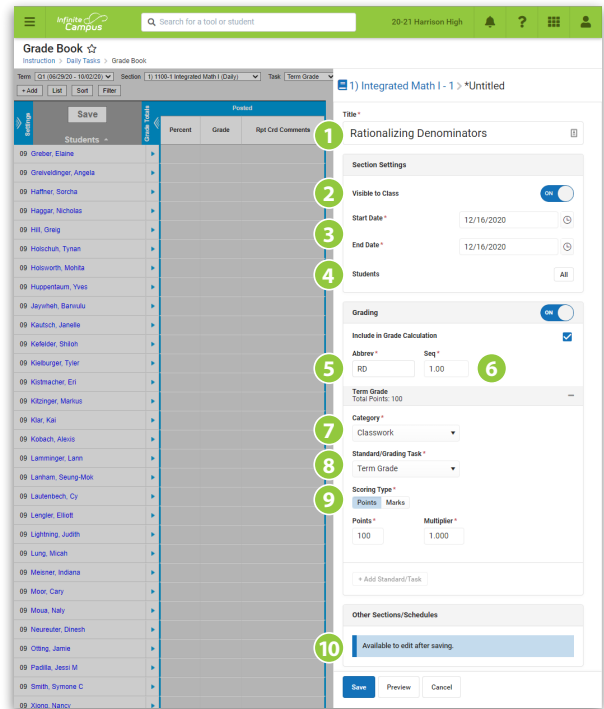 Infinite Campus
Search for a tool or student
20-21 Harrison High
?
Grade Book ☆
Instruction > Daily Tasks > Grade Book
Term Q1 (06/29/20 - 10/02/20) Section 1) 1100-1 Integrated Math I (Daily) Task Term Grade
+ Add List Sort Filter
Settings
Save
Students
Grade Totals
Posted
Percent Grade Rpt Crd Comments
09 Greber, Elaine
09 Greiveldinger, Angela
09 Haffner, Sorcha
09 Haggar, Nicholas
09 Hill, Greig
09 Holschuh, Tynan
09 Holsworth, Mohita
09 Huppentaum, Yves
09 Jaywheh, Barwulu
09 Kautsch, Janelle
09 Kefelder, Shiloh
09 Kielburger, Tyler
09 Kistmacher, Eri
09 Kitzinger, Markus
09 Klar, Kai
09 Kobach, Alexis
09 Lamminger, Lann
09 Lanham, Seung-Mok
09 Lautenbech, Cy
09 Lengler, Elliott
09 Lightning, Judith
09 Lung, Micah
09 Meisner, Indiana
09 Moor, Cary
09 Moua, Naly
09 Neureuter, Dinesh
09 Otting, Jamie
09 Padilla, Jessi M
09 Smith, Symone C
09 Xiong, Nancy
1) Integrated Math I - 1 > *Untitled
Title *
1 Rationalizing Denominators
Section Settings
2 Visible to Class ON
3
Start Date * 12/16/2020
End Date * 12/16/2020
4 Students All
Grading ON
Include in Grade Calculation
Abbrev * Seq *
5 RD 1.00 6
Term Grade
Total Points: 100
7
Category *
Classwork
8
Standard/Grading Task *
Term Grade
9
Scoring Type *
Points Marks
Points * Multiplier *
100 1.000
+ Add Standard/Task
Other Sections/Schedules
10 Available to edit after saving.
Save Preview Cancel